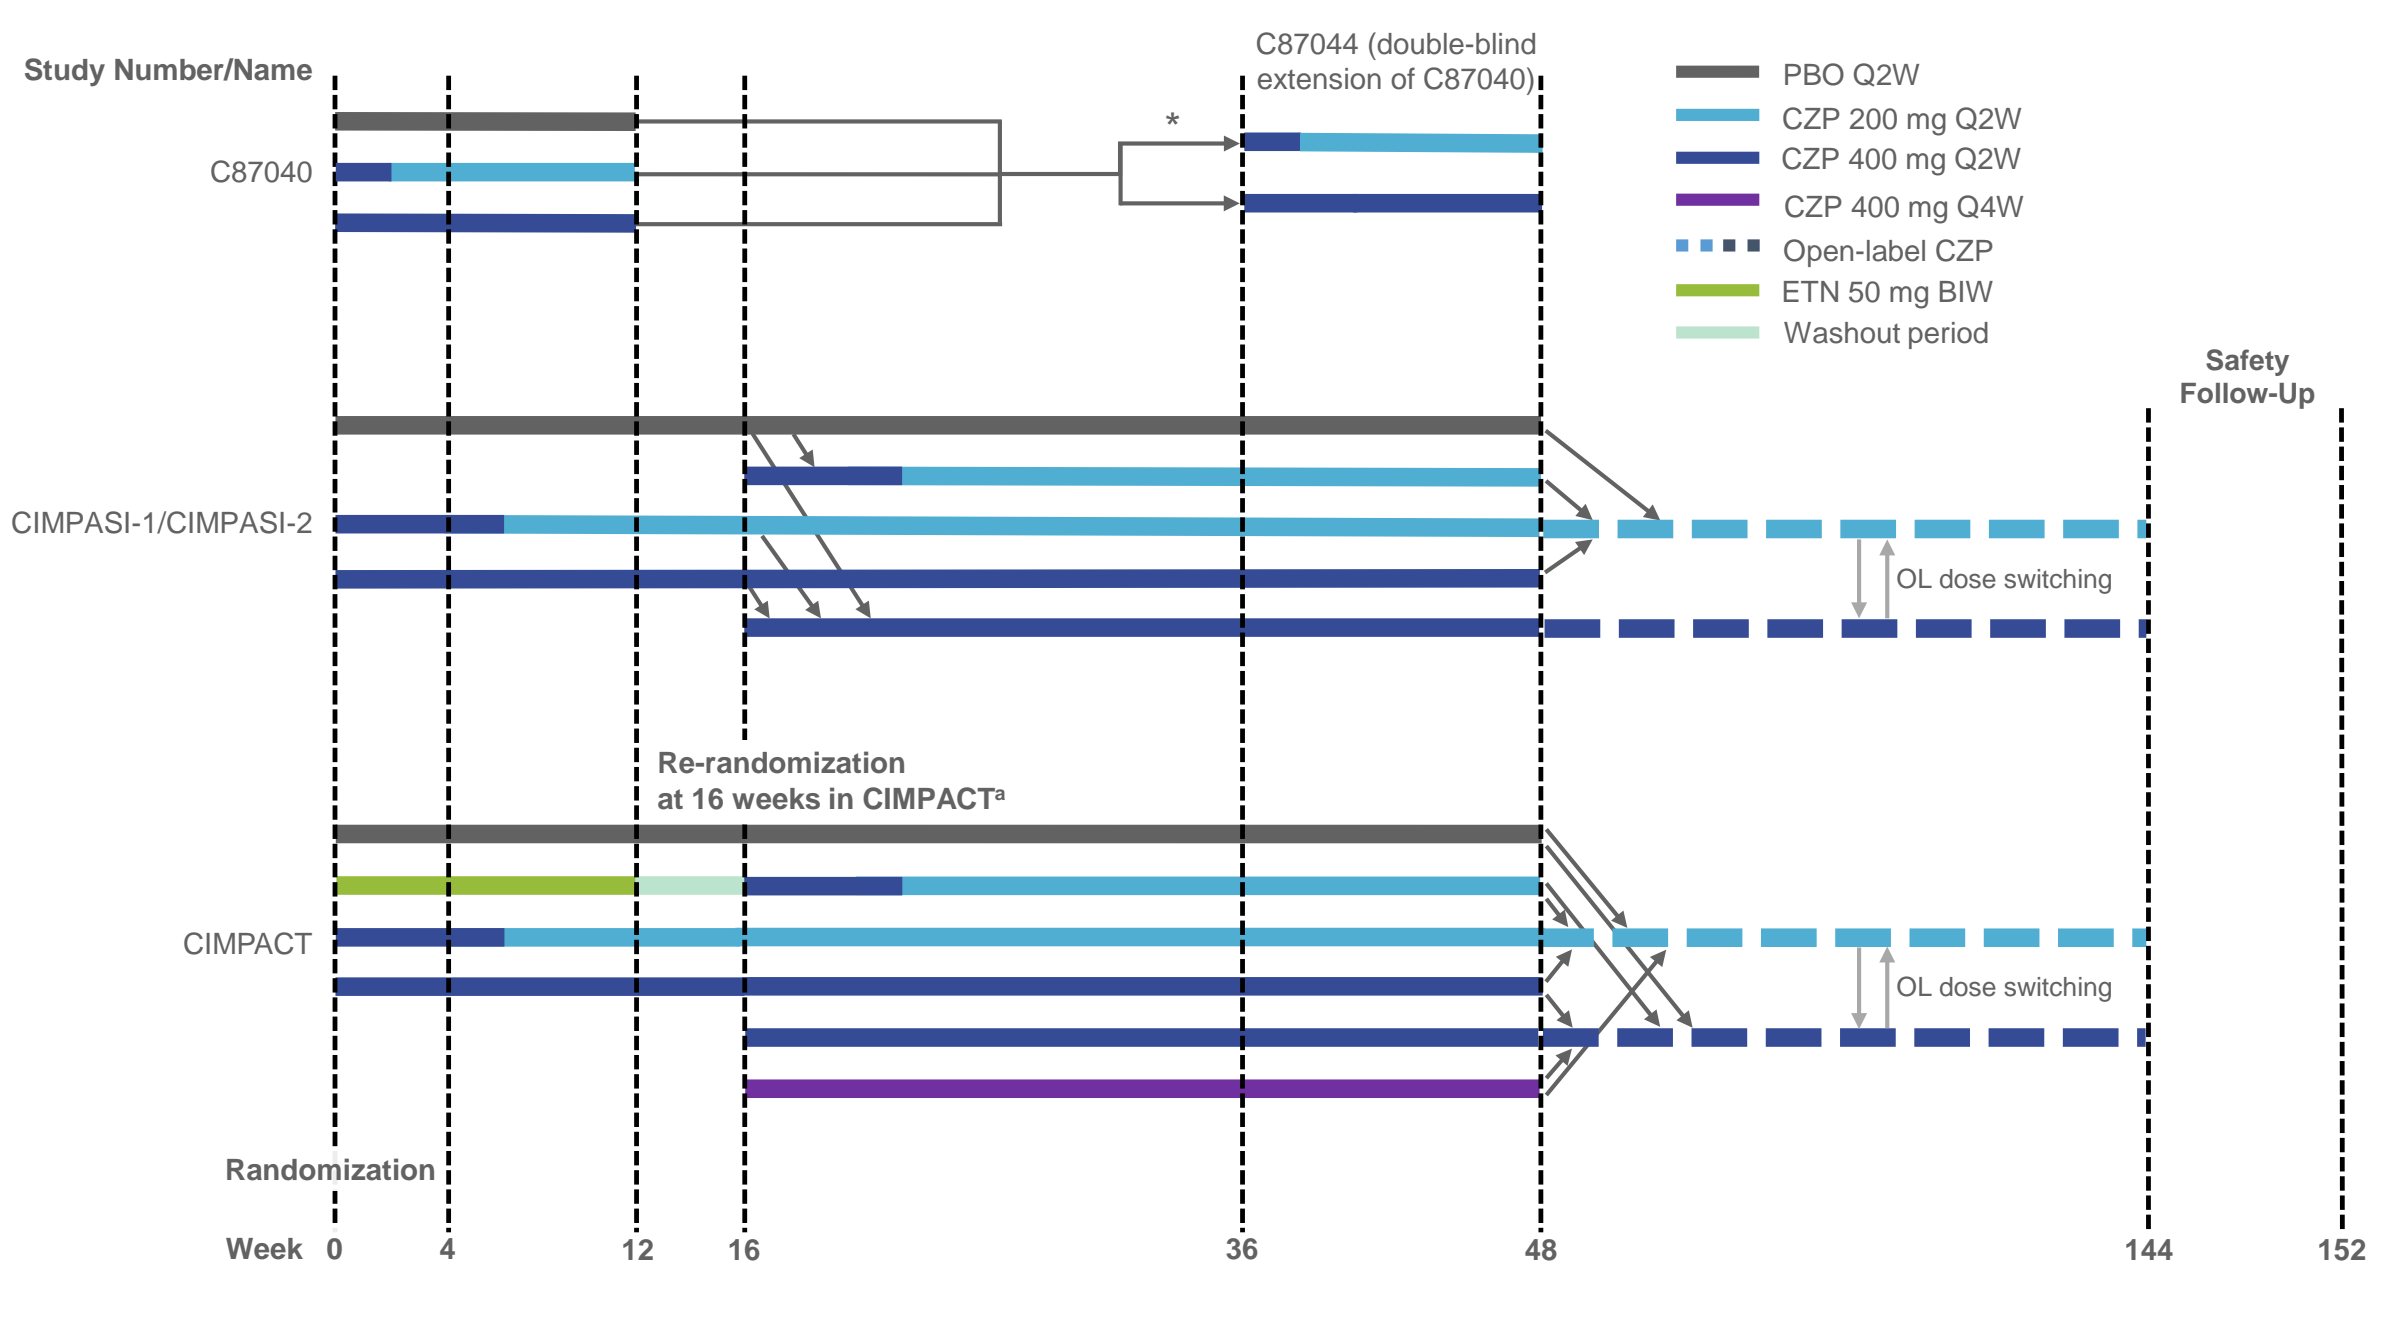 Study Number/Name
C87044 (double-blind
extension of C87040)
PBO Q2W
CZP 200 mg Q2W
CZP 400 mg Q2W
CZP 400 mg Q4W
Open-label CZP
ETN 50 mg BIW
Washout period
*
C87040
Safety
Follow-Up
CIMPASI-1/CIMPASI-2
OL dose switching
Re-randomization
at 16 weeks in CIMPACTᵃ
CIMPACT
OL dose switching
Randomization
Week 0 4 12 16 36 48 144 152